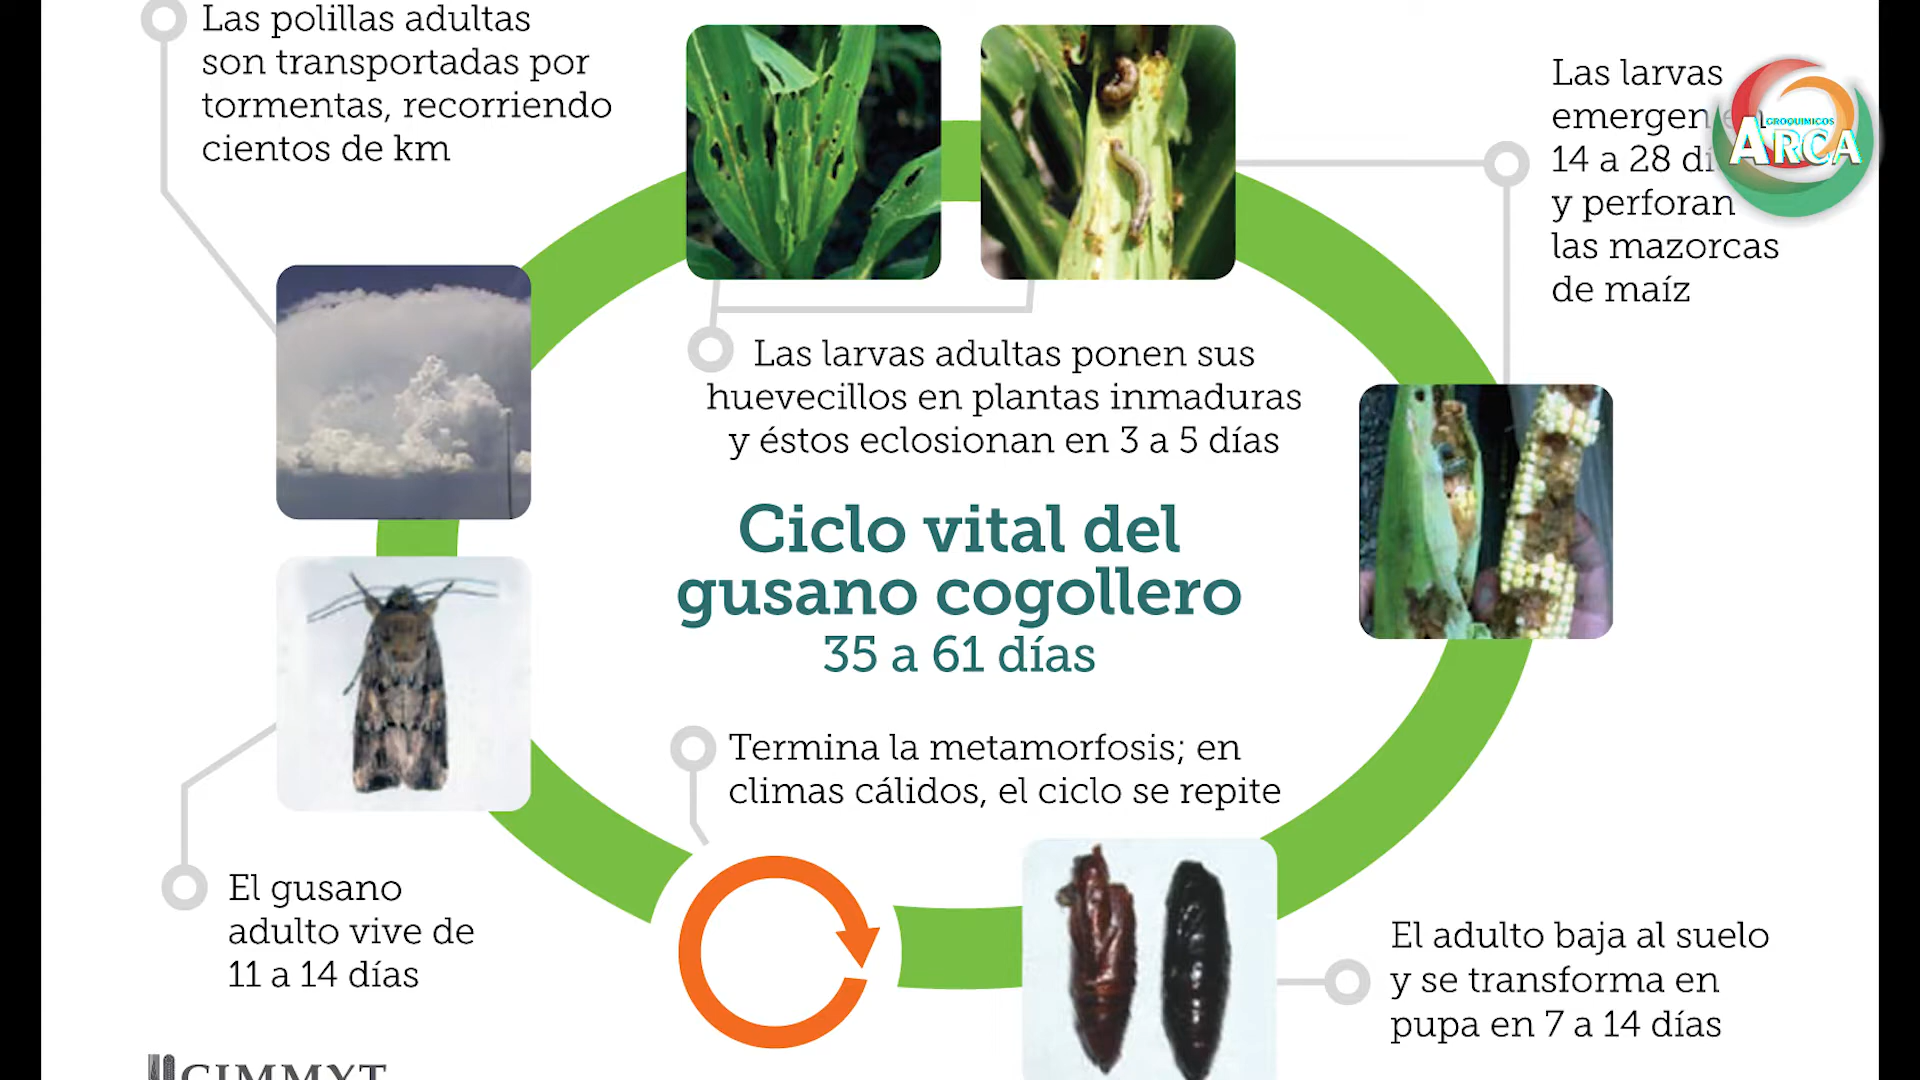 Las polillas adultas
son transportadas por
tormentas, recorriendo
cientos de km
Las larvas
emergen
14 a 28
y perforan
las mazorcas
de maíz
GROQUIMICOS
ARCA
Las larvas adultas ponen sus
huevecillos en plantas inmaduras
y éstos eclosionan en 3 a 5 días
Ciclo vital del
gusano cogollero
35 a 61 días
Termina la metamorfosis; en
climas cálidos, el ciclo se repite
El gusano
adulto vive de
11 a 14 días
El adulto baja al suelo
y se transforma en
pupa en 7 a 14 días
CIMMYT